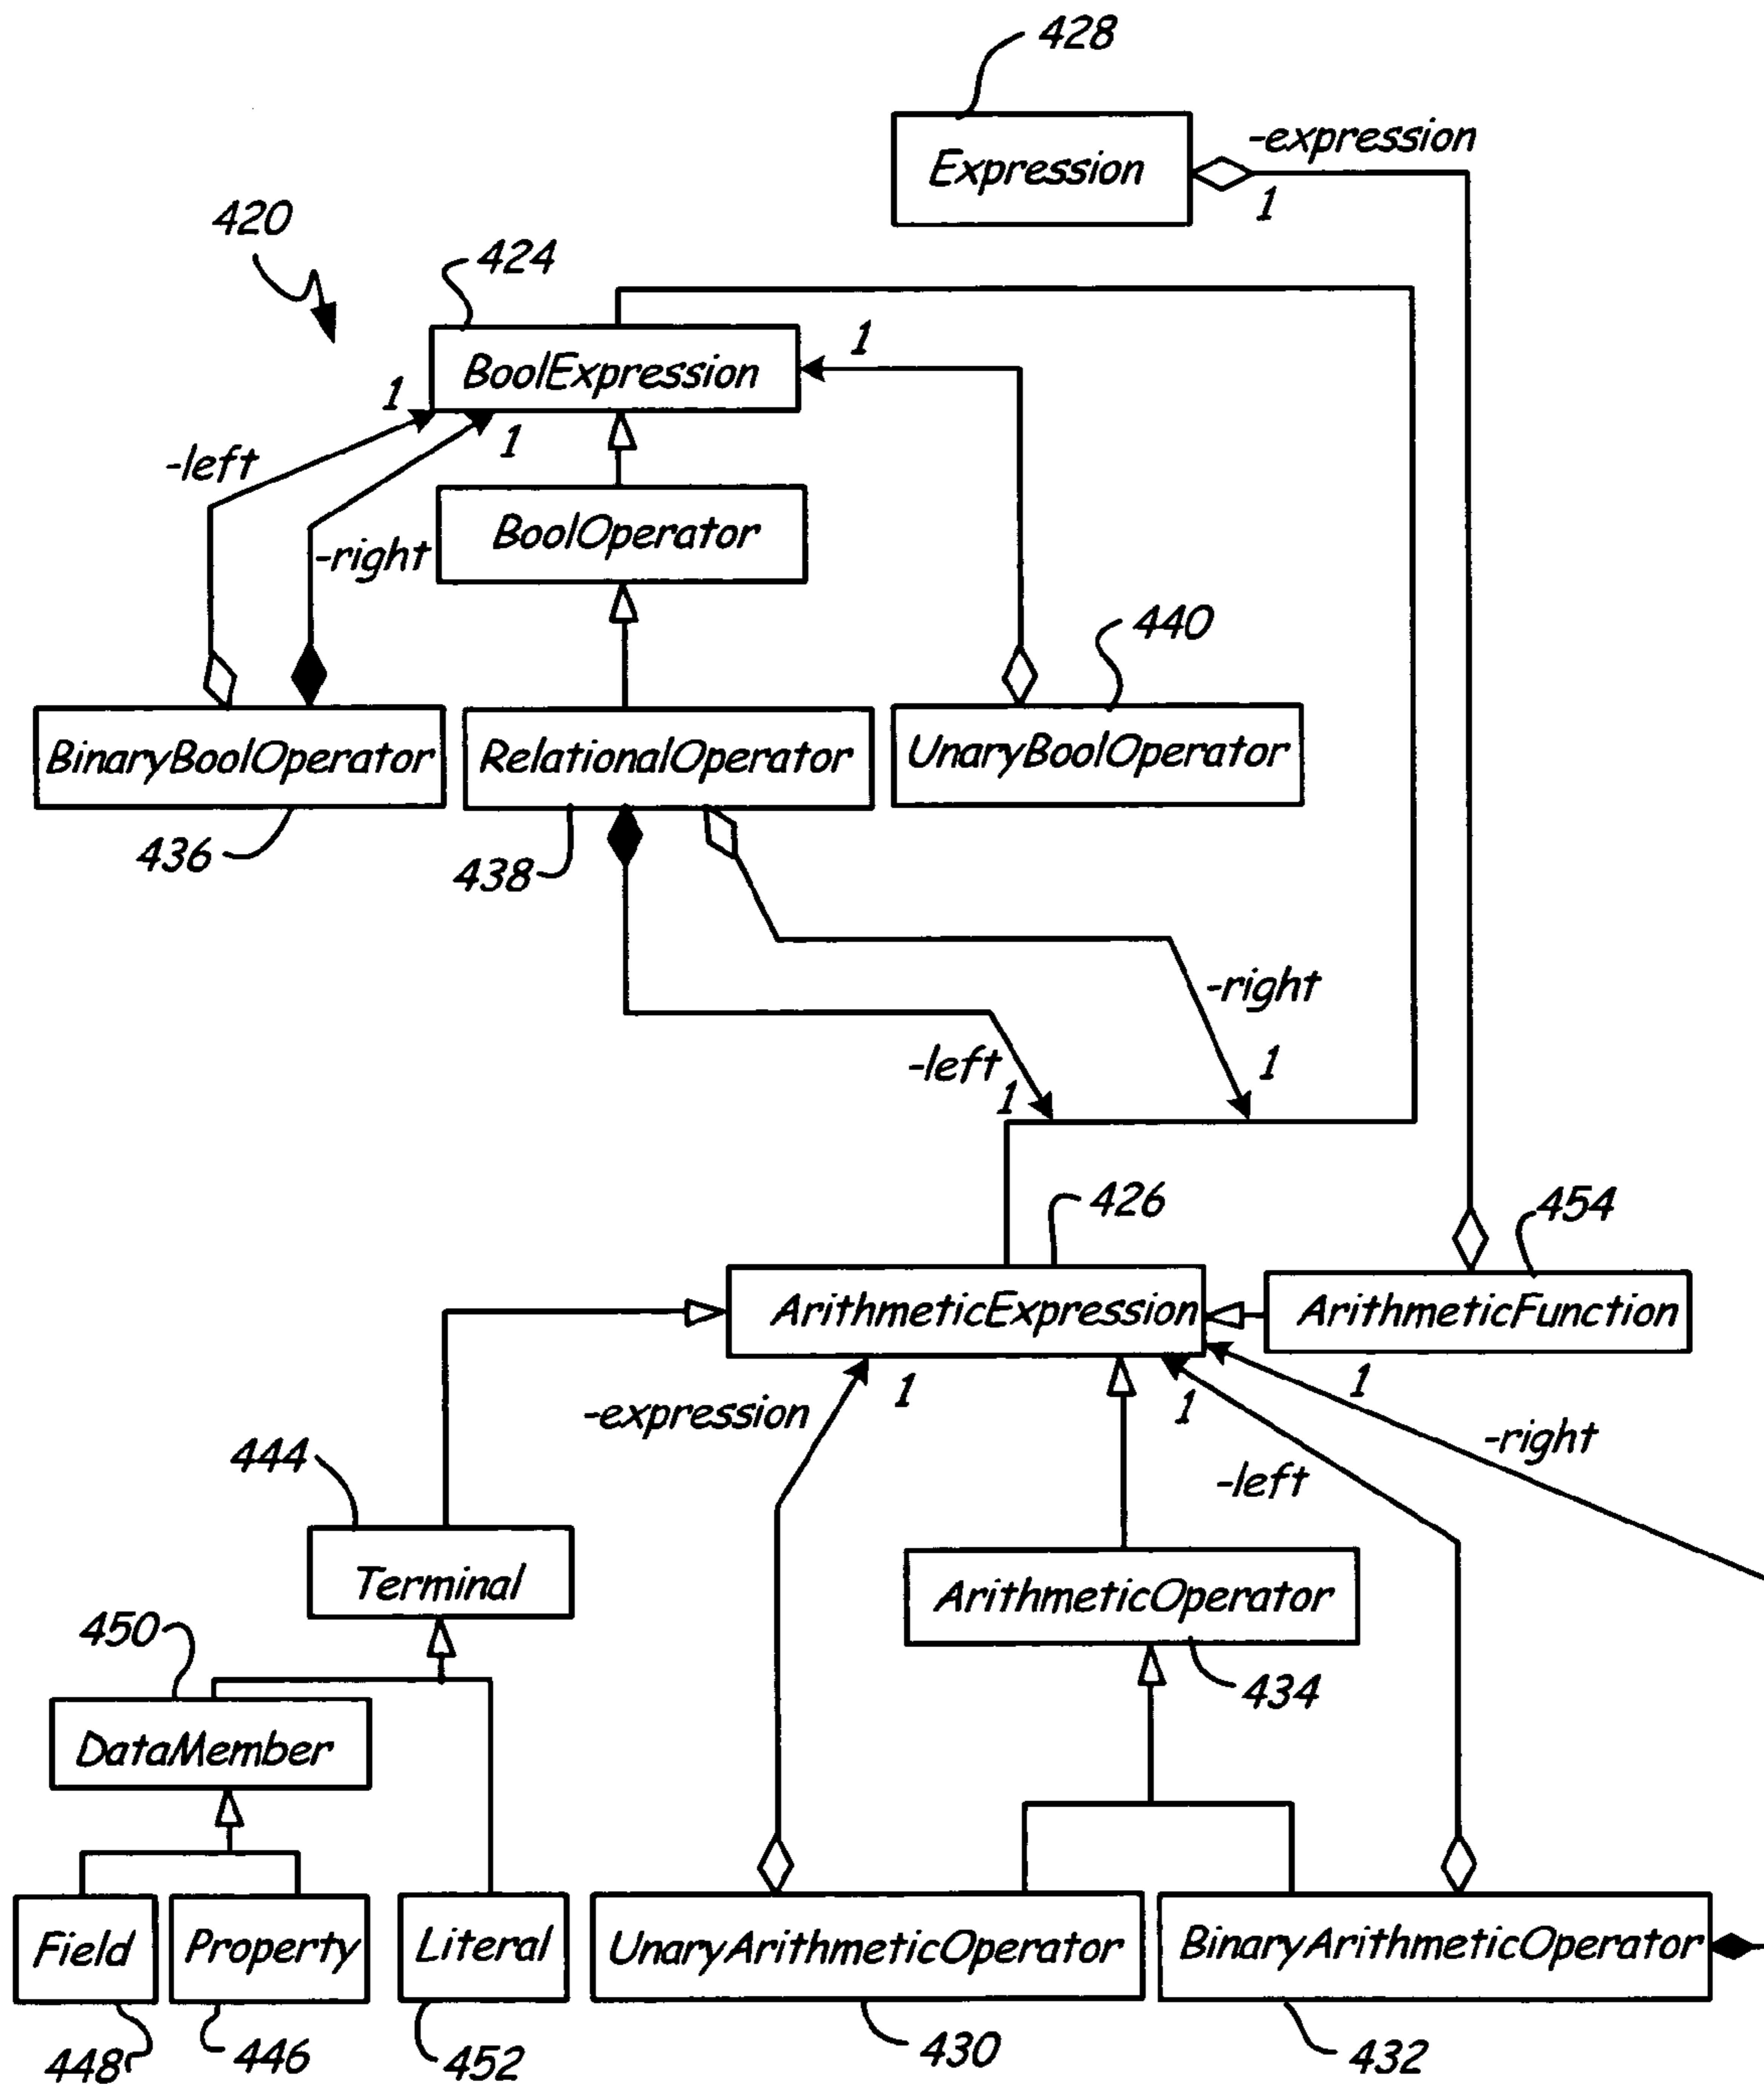 428
Expression
-expression
1
420
424
BoolExpression
1
1
1
-left
-right
BoolOperator
440
BinaryBoolOperator
RelationalOperator
UnaryBoolOperator
436
438
-right
-left
1
1
426
454
ArithmeticExpression
ArithmeticFunction
-expression
1
1
1
-right
-left
444
Terminal
ArithmeticOperator
450
434
DataMember
Field
Property
Literal
UnaryArithmeticOperator
BinaryArithmeticOperator
448
446
452
430
432